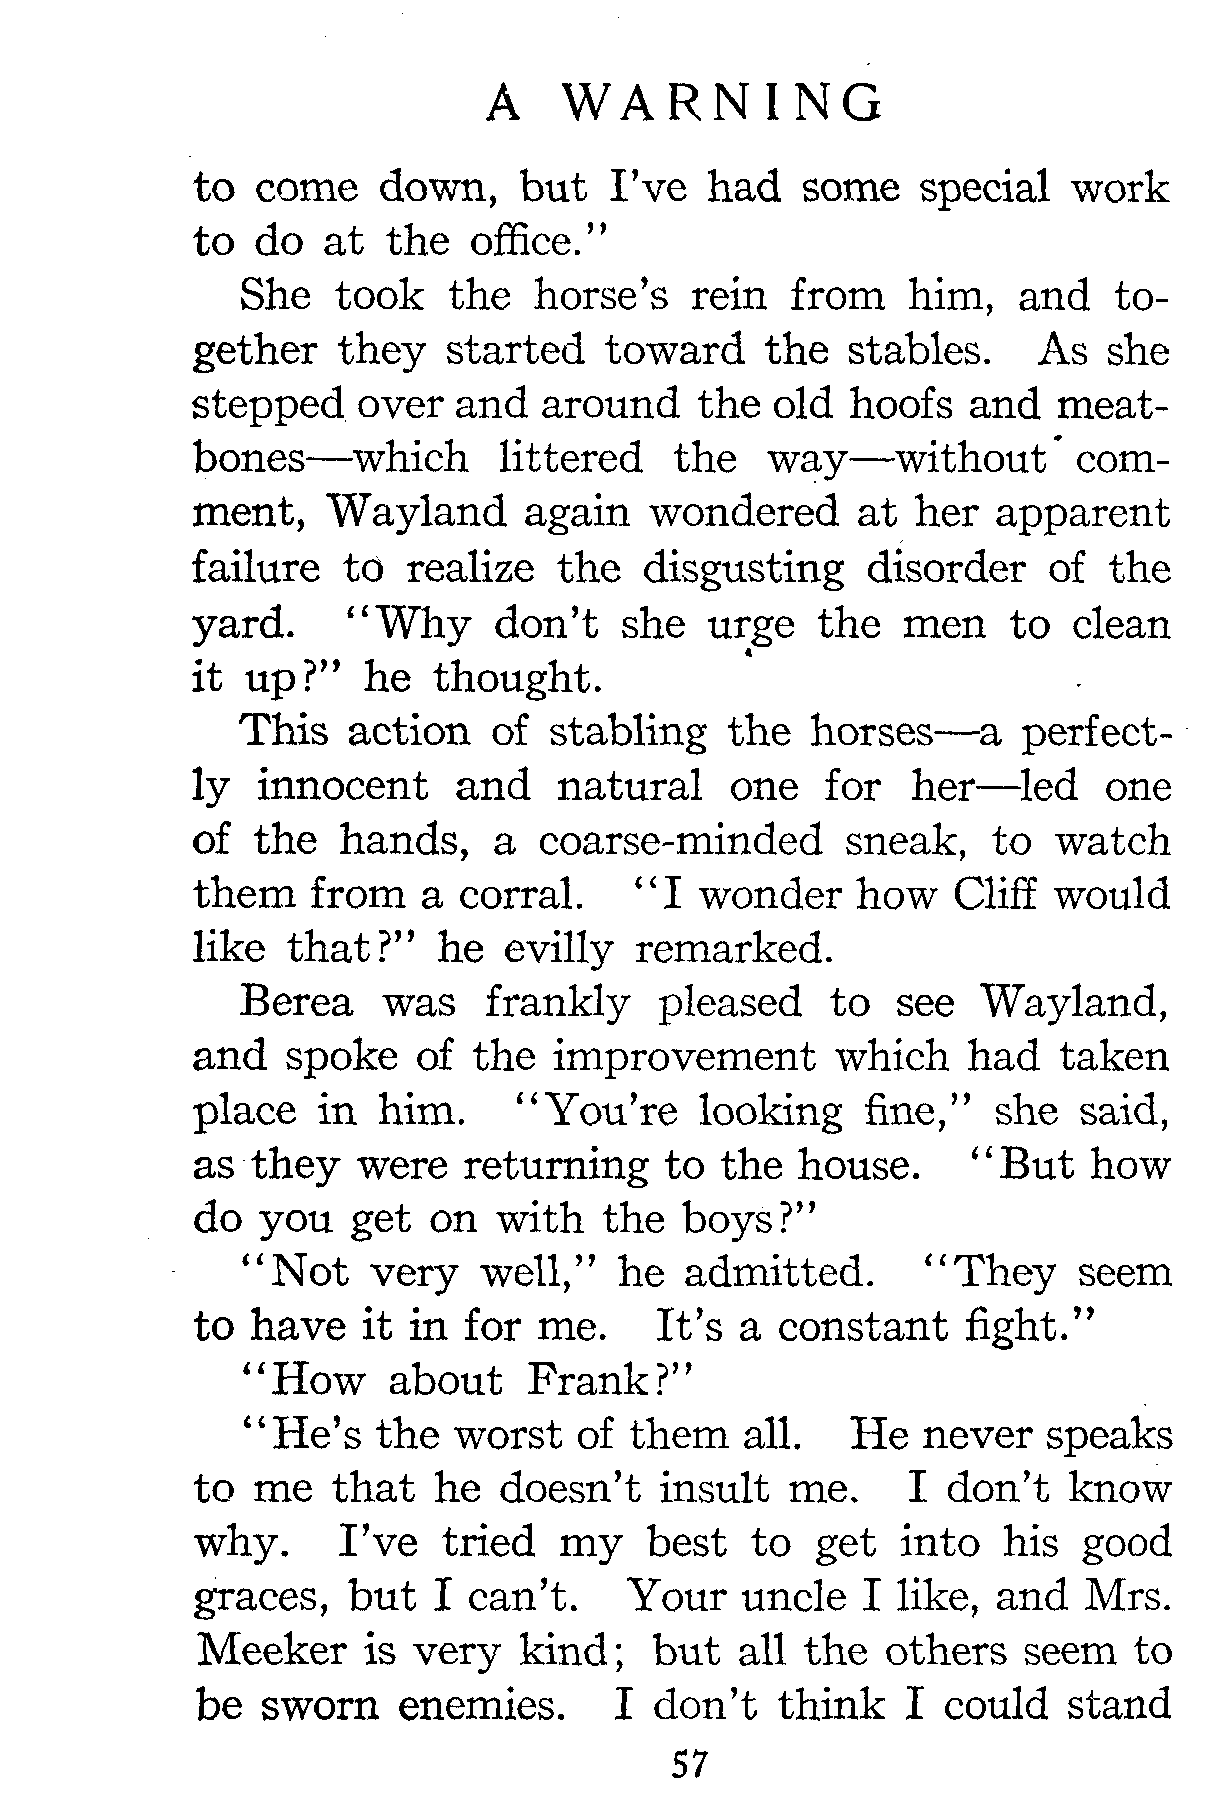 A WARNING
to come down, but I've had some special work
to do at the office."
She took the horse's rein from him, and to-
gether they started toward the stables. As she
stepped over and around the old hoofs and meat-
bones—which littered the way—without com-
ment, Wayland again wondered at her apparent
failure to realize the disgusting disorder of the
yard. "Why don't she urge the men to clean
it up?" he thought.
This action of stabling the horses—a perfect-
ly innocent and natural one for her—led one
of the hands, a coarse-minded sneak, to watch
them from a corral. "I wonder how Cliff would
like that?" he evilly remarked.
Berea was frankly pleased to see Wayland,
and spoke of the improvement which had taken
place in him. "You're looking fine," she said,
as they were returning to the house. "But how
do you get on with the boys?"
"Not very well," he admitted. "They seem
to have it in for me. It's a constant fight."
"How about Frank?"
"He's the worst of them all. He never speaks
to me that he doesn't insult me. I don't know
why. I've tried my best to get into his good
graces, but I can't. Your uncle I like, and Mrs.
Meeker is very kind; but all the others seem to
be sworn enemies. I don't think I could stand
57